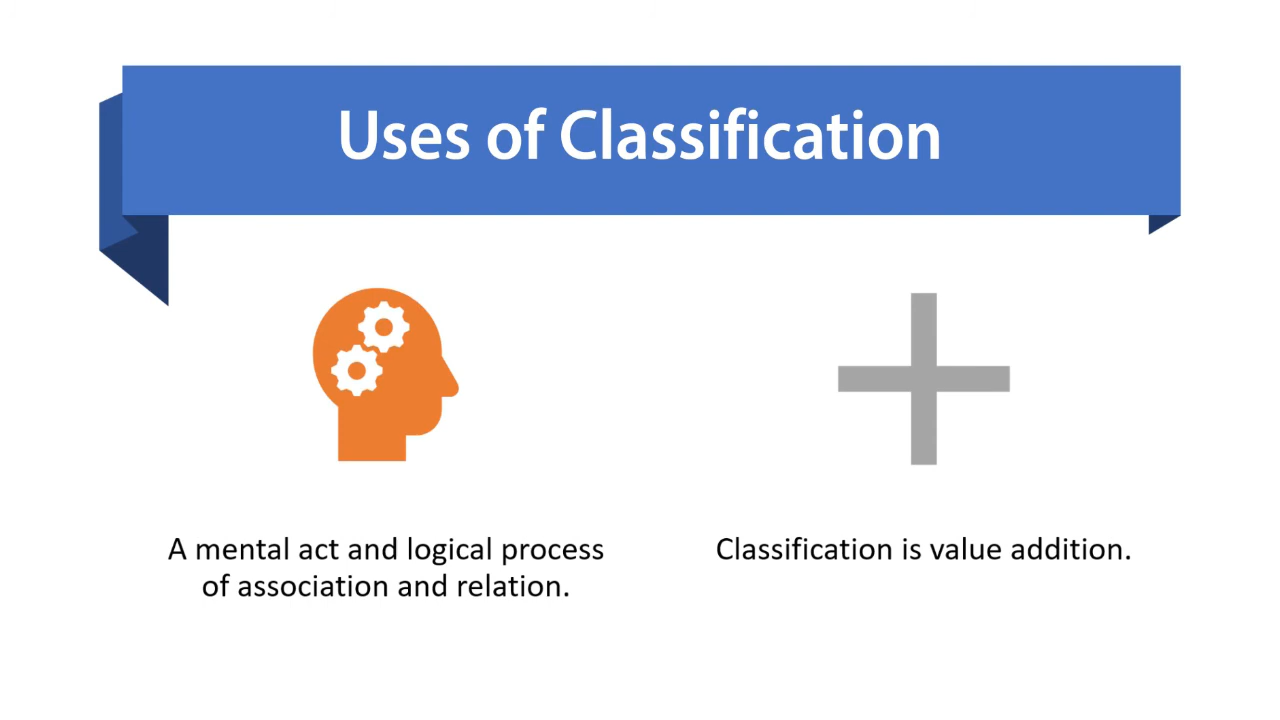 Uses of Classification
A mental act and logical process
of association and relation.
Classification is value addition.